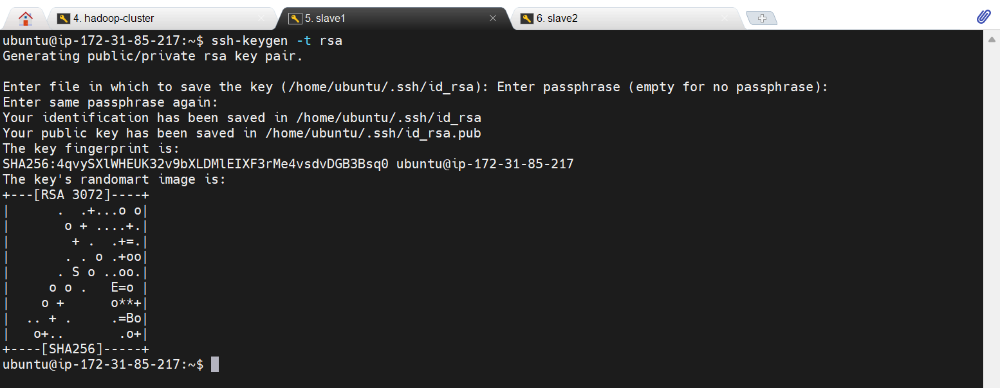 4. hadoop-cluster
5. slave1
6. slave2
ubuntu@ip-172-31-85-217:~$ ssh-keygen -t rsa
Generating public/private rsa key pair.
Enter file in which to save the key (/home/ubuntu/.ssh/id_rsa): Enter passphrase (empty for no passphrase):
Enter same passphrase again:
Your identification has been saved in /home/ubuntu/.ssh/id_rsa
Your public key has been saved in /home/ubuntu/.ssh/id_rsa.pub
The key fingerprint is:
SHA256:4qvySXlWHEUK32v9bXLDMlEIXF3rMe4vsdvDGB3Bsq0 ubuntu@ip-172-31-85-217
The key's randomart image is:
+---[RSA 3072]----+
|      .  .+...o o|
|       o + ....+.|
|        + .  .+=.|
|       . . o .+oo|
|      . S o ..oo.|
|     o o .   E=o |
|    o +      o**+|
|  .. + .     .=Bo|
|   o+..       .o+|
+----[SHA256]-----+
ubuntu@ip-172-31-85-217:~$